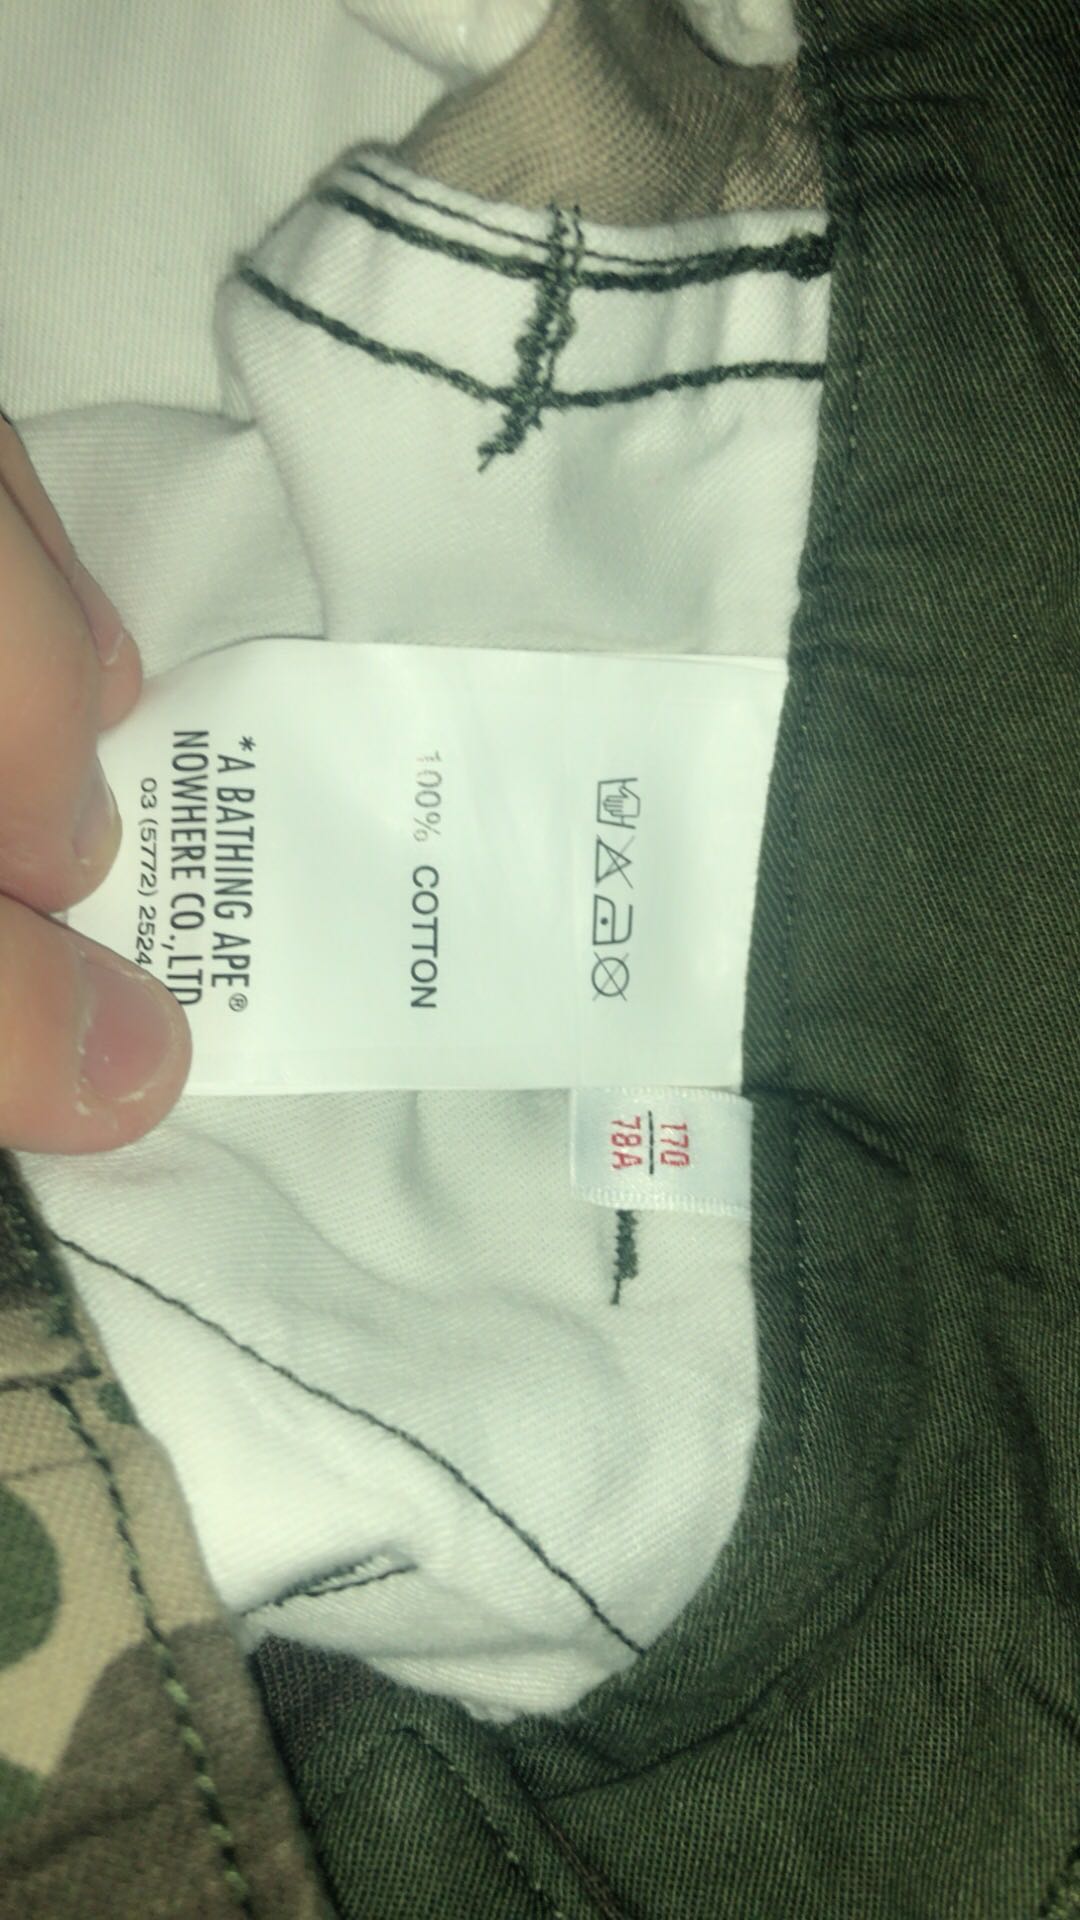 100% COTTON
*A BATHING APE®
NOWHERE CO.,LTD
03 (5772) 2524
170
78A